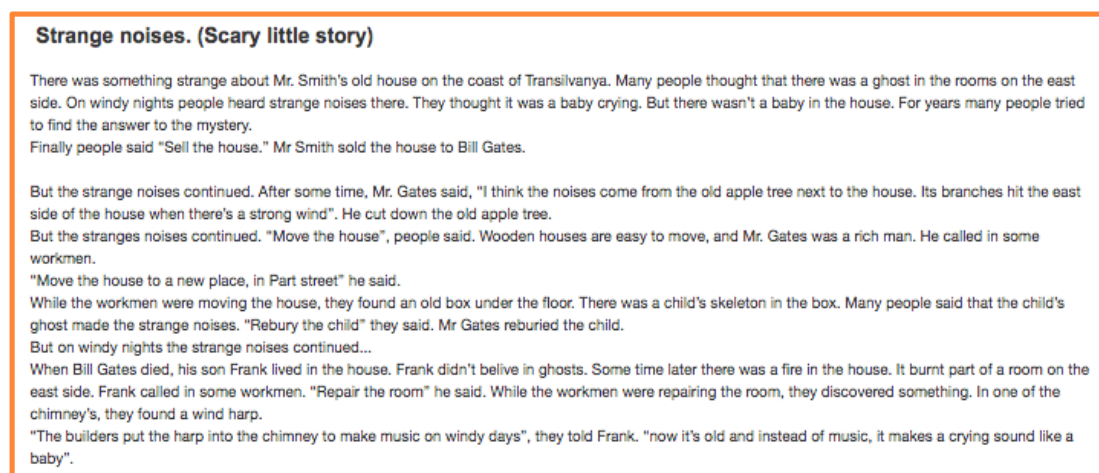 Strange noises. (Scary little story)
There was something strange about Mr. Smith's old house on the coast of Transilvanya. Many people thought that there was a ghost in the rooms on the east
side. On windy nights people heard strange noises there. They thought it was a baby crying. But there wasn't a baby in the house. For years many people tried
to find the answer to the mystery.
Finally people said "Sell the house." Mr Smith sold the house to Bill Gates.
But the strange noises continued. After some time, Mr. Gates said, "I think the noises come from the old apple tree next to the house. Its branches hit the east
side of the house when there's a strong wind". He cut down the old apple tree.
But the stranges noises continued. "Move the house", people said. Wooden houses are easy to move, and Mr. Gates was a rich man. He called in some
workmen.
"Move the house to a new place, in Part street" he said.
While the workmen were moving the house, they found an old box under the floor. There was a child's skeleton in the box. Many people said that the child's
ghost made the strange noises. "Rebury the child" they said. Mr Gates reburied the child.
But on windy nights the strange noises continued...
When Bill Gates died, his son Frank lived in the house. Frank didn't belive in ghosts. Some time later there was a fire in the house. It burnt part of a room on the
east side. Frank called in some workmen. "Repair the room" he said. While the workmen were repairing the room, they discovered something. In one of the
chimney's, they found a wind harp.
"The builders put the harp into the chimney to make music on windy days", they told Frank. "now it's old and instead of music, it makes a crying sound like a
baby".